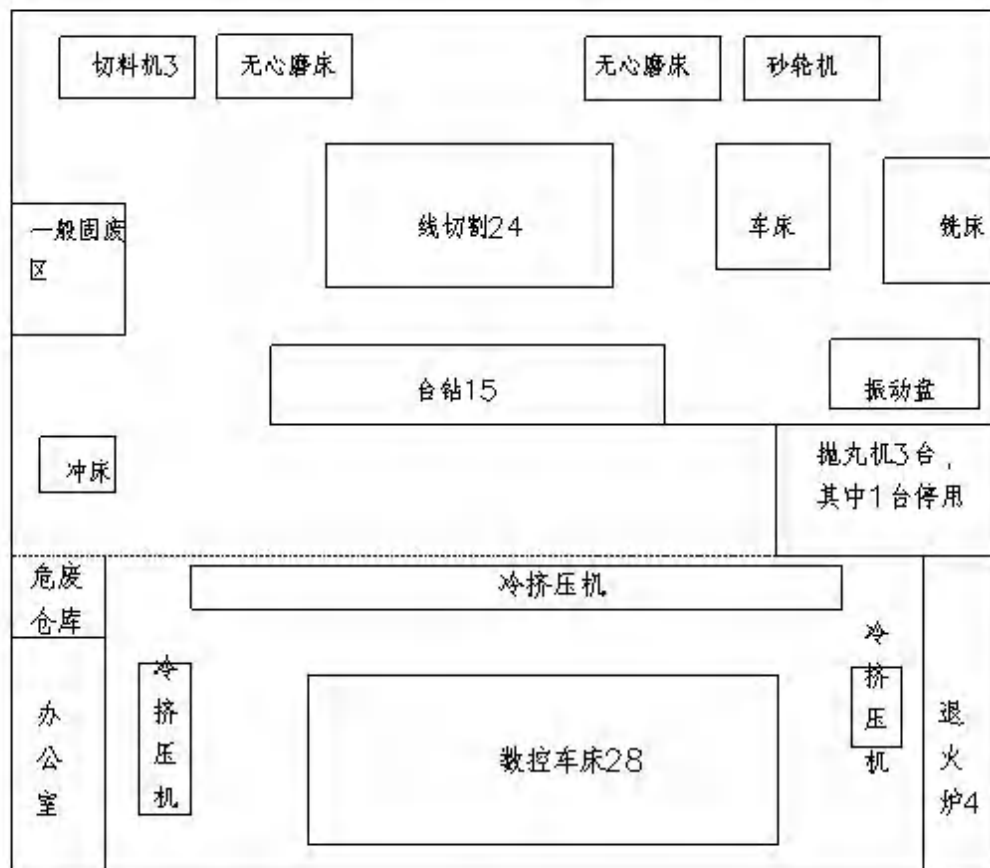 切料机3
无心磨床
无心磨床
砂轮机
一般固废
区
线切割24
车床
铣床
台钻15
振动盘
冲床
抛丸机3台，
其中1台停用
危废
仓库
冷挤压机
冷
挤
压
机
冷
挤
压
机
办
公
室
数控车床28
退
火
炉4